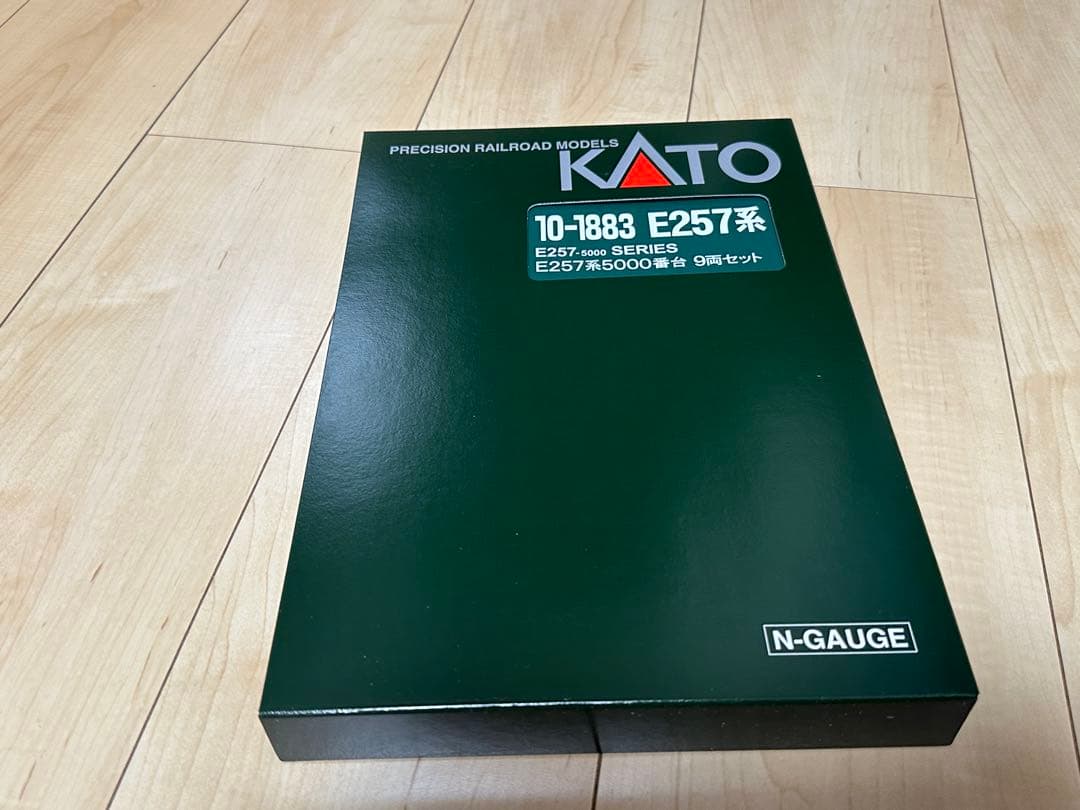 PRECISION RAILROAD MODELS
KATO
10-1883 E257系
E257-5000 SERIES
E257系5000番台 9両セット
N-GAUGE